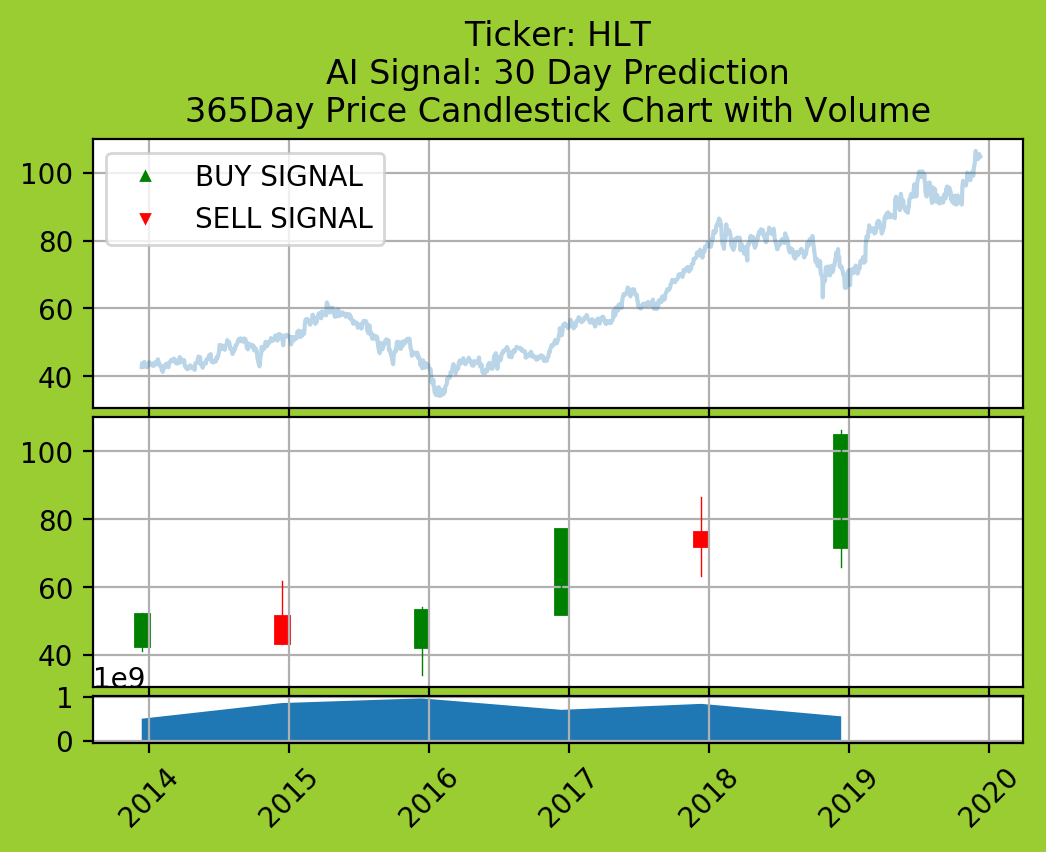 Ticker: HLT
AI Signal: 30 Day Prediction
365Day Price Candlestick Chart with Volume
BUY SIGNAL
SELL SIGNAL
100
80
60
40
100
80
60
40
1e9
1
0
2014 2015 2016 2017 2018 2019 2020